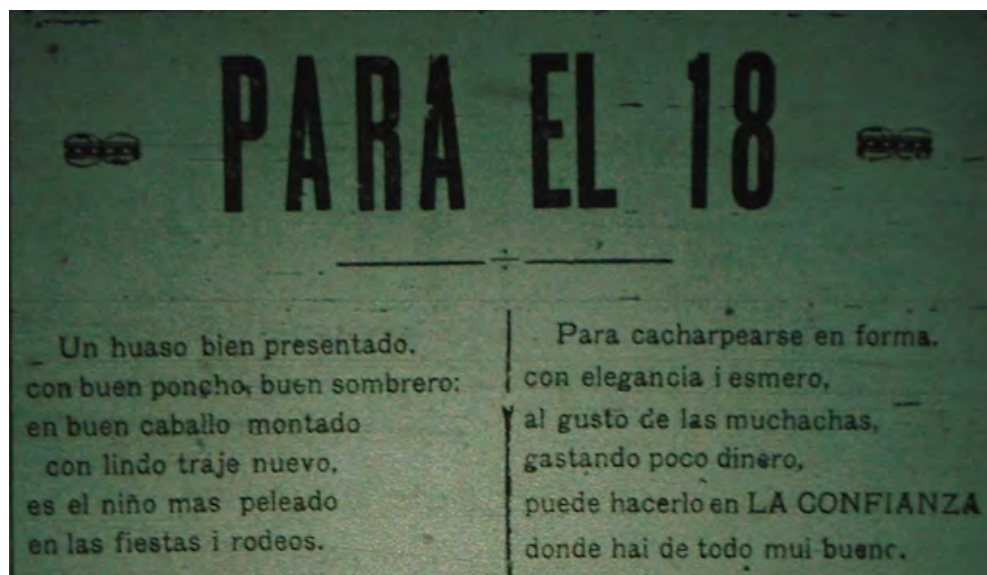 PARA EL 18
Un huaso bien presentado.
con buen poncho, buen sombrero:
en buen caballo montado
con lindo traje nuevo,
es el niño mas peleado
en las fiestas i rodeos.
Para cacharpearse en forma.
con elegancia i esmero,
al gusto de las muchachas,
gastando poco dinero,
puede hacerlo en LA CONFIANZA
donde hai de todo mui buenc.